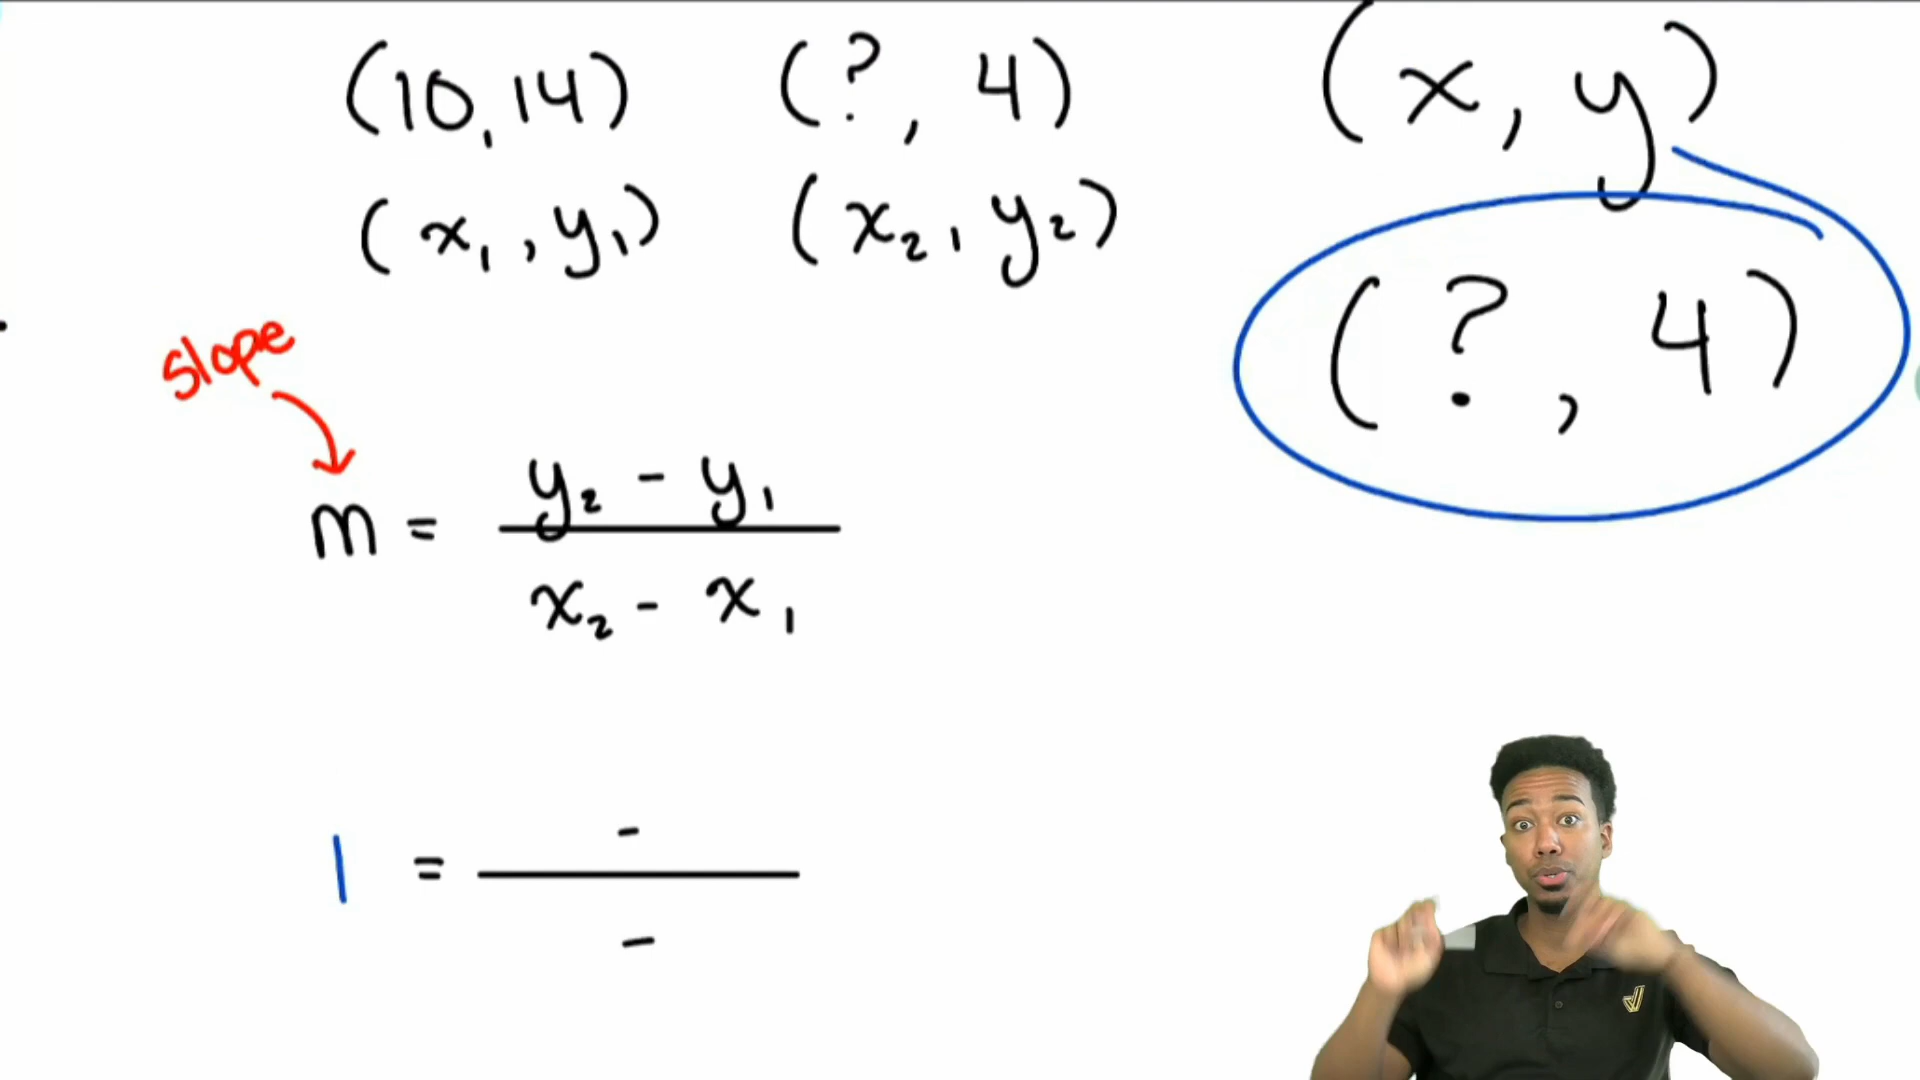 (10,14) (?, 4)
(x₁, y₁) (x₂, y₂)
(x, y)
(?, 4)
slope
m = y₂ - y₁ / x₂ - x₁
1 = - / -